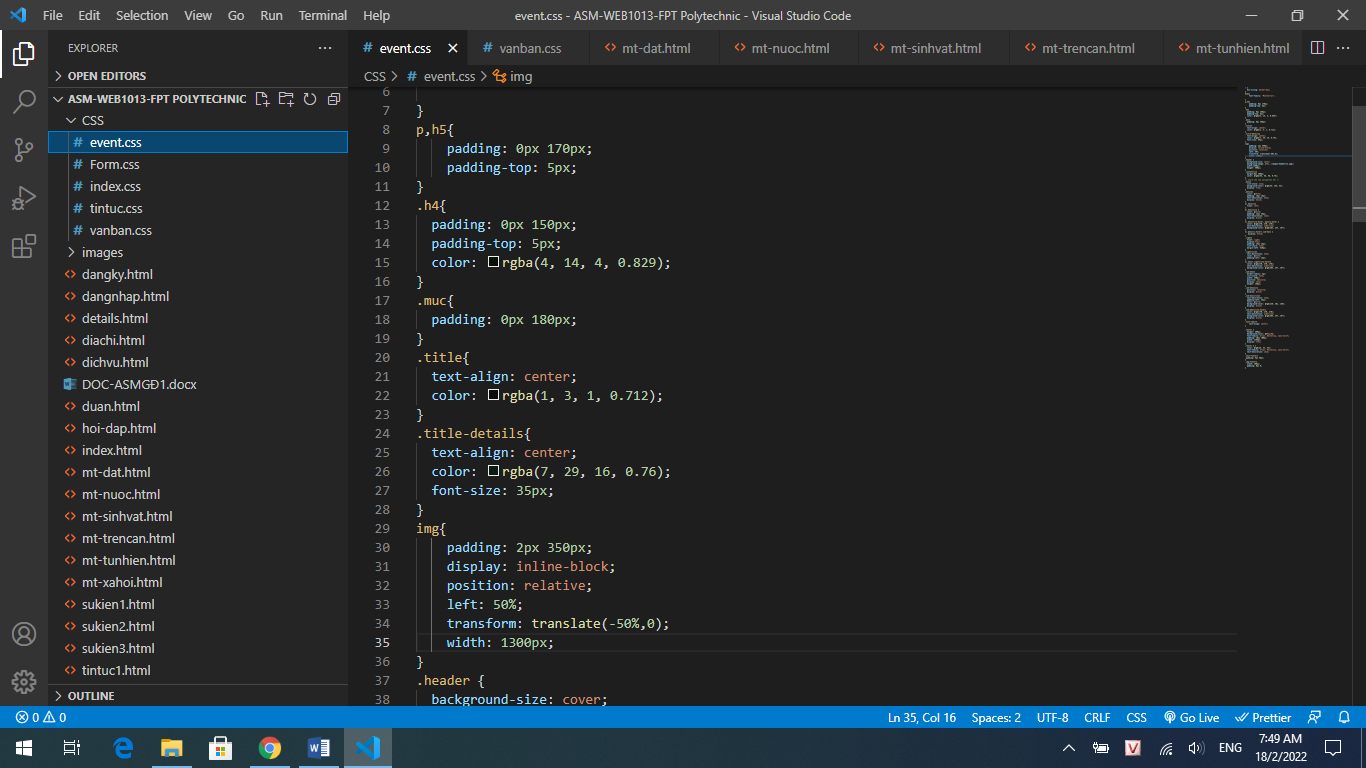 File Edit Selection View Go Run Terminal Help event.css - ASM-WEB1013-FPT Polytechnic - Visual Studio Code
EXPLORER
OPEN EDITORS
ASM-WEB1013-FPT POLYTECHNIC
CSS
# event.css
# Form.css
# index.css
# tintuc.css
# vanban.css
images
dangky.html
dangnhap.html
details.html
diachi.html
dichvu.html
DOC-ASMGĐ1.docx
duan.html
hoi-dap.html
index.html
mt-dat.html
mt-nuoc.html
mt-sinhvat.html
mt-trencan.html
mt-tunhien.html
mt-xahoi.html
sukien1.html
sukien2.html
sukien3.html
tintuc1.html
OUTLINE
# event.css # vanban.css mt-dat.html mt-nuoc.html mt-sinhvat.html mt-trencan.html mt-tunhien.html
CSS > # event.css > img
6
7 }
8 p,h5{
9 padding: 0px 170px;
10 padding-top: 5px;
11 }
12 .h4{
13 padding: 0px 150px;
14 padding-top: 5px;
15 color: rgba(4, 14, 4, 0.829);
16 }
17 .muc{
18 padding: 0px 180px;
19 }
20 .title{
21 text-align: center;
22 color: rgba(1, 3, 1, 0.712);
23 }
24 .title-details{
25 text-align: center;
26 color: rgba(7, 29, 16, 0.76);
27 font-size: 35px;
28 }
29 img{
30 padding: 2px 350px;
31 display: inline-block;
32 position: relative;
33 left: 50%;
34 transform: translate(-50%,0);
35 width: 1300px;
36 }
37 .header {
38 background-size: cover;
0 0 Ln 35, Col 16 Spaces: 2 UTF-8 CRLF CSS Go Live Prettier
ENG 7:49 AM
18/2/2022